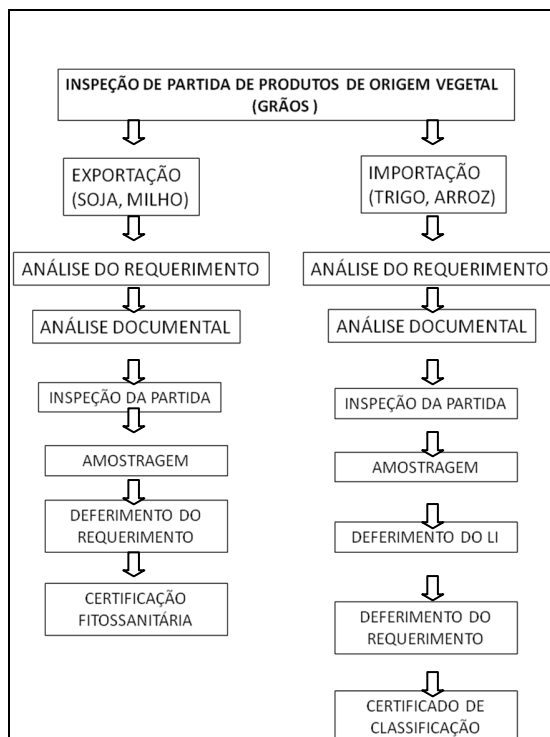 INSPEÇÃO DE PARTIDA DE PRODUTOS DE ORIGEM VEGETAL
(GRÃOS )
EXPORTAÇÃO
(SOJA, MILHO)
ANÁLISE DO REQUERIMENTO
ANÁLISE DOCUMENTAL
INSPEÇÃO DA PARTIDA
AMOSTRAGEM
DEFERIMENTO DO
REQUERIMENTO
CERTIFICAÇÃO
FITOSSANITÁRIA
IMPORTAÇÃO
(TRIGO, ARROZ)
ANÁLISE DO REQUERIMENTO
ANÁLISE DOCUMENTAL
INSPEÇÃO DA PARTIDA
AMOSTRAGEM
DEFERIMENTO DO LI
DEFERIMENTO DO
REQUERIMENTO
CERTIFICADO DE
CLASSIFICAÇÃO